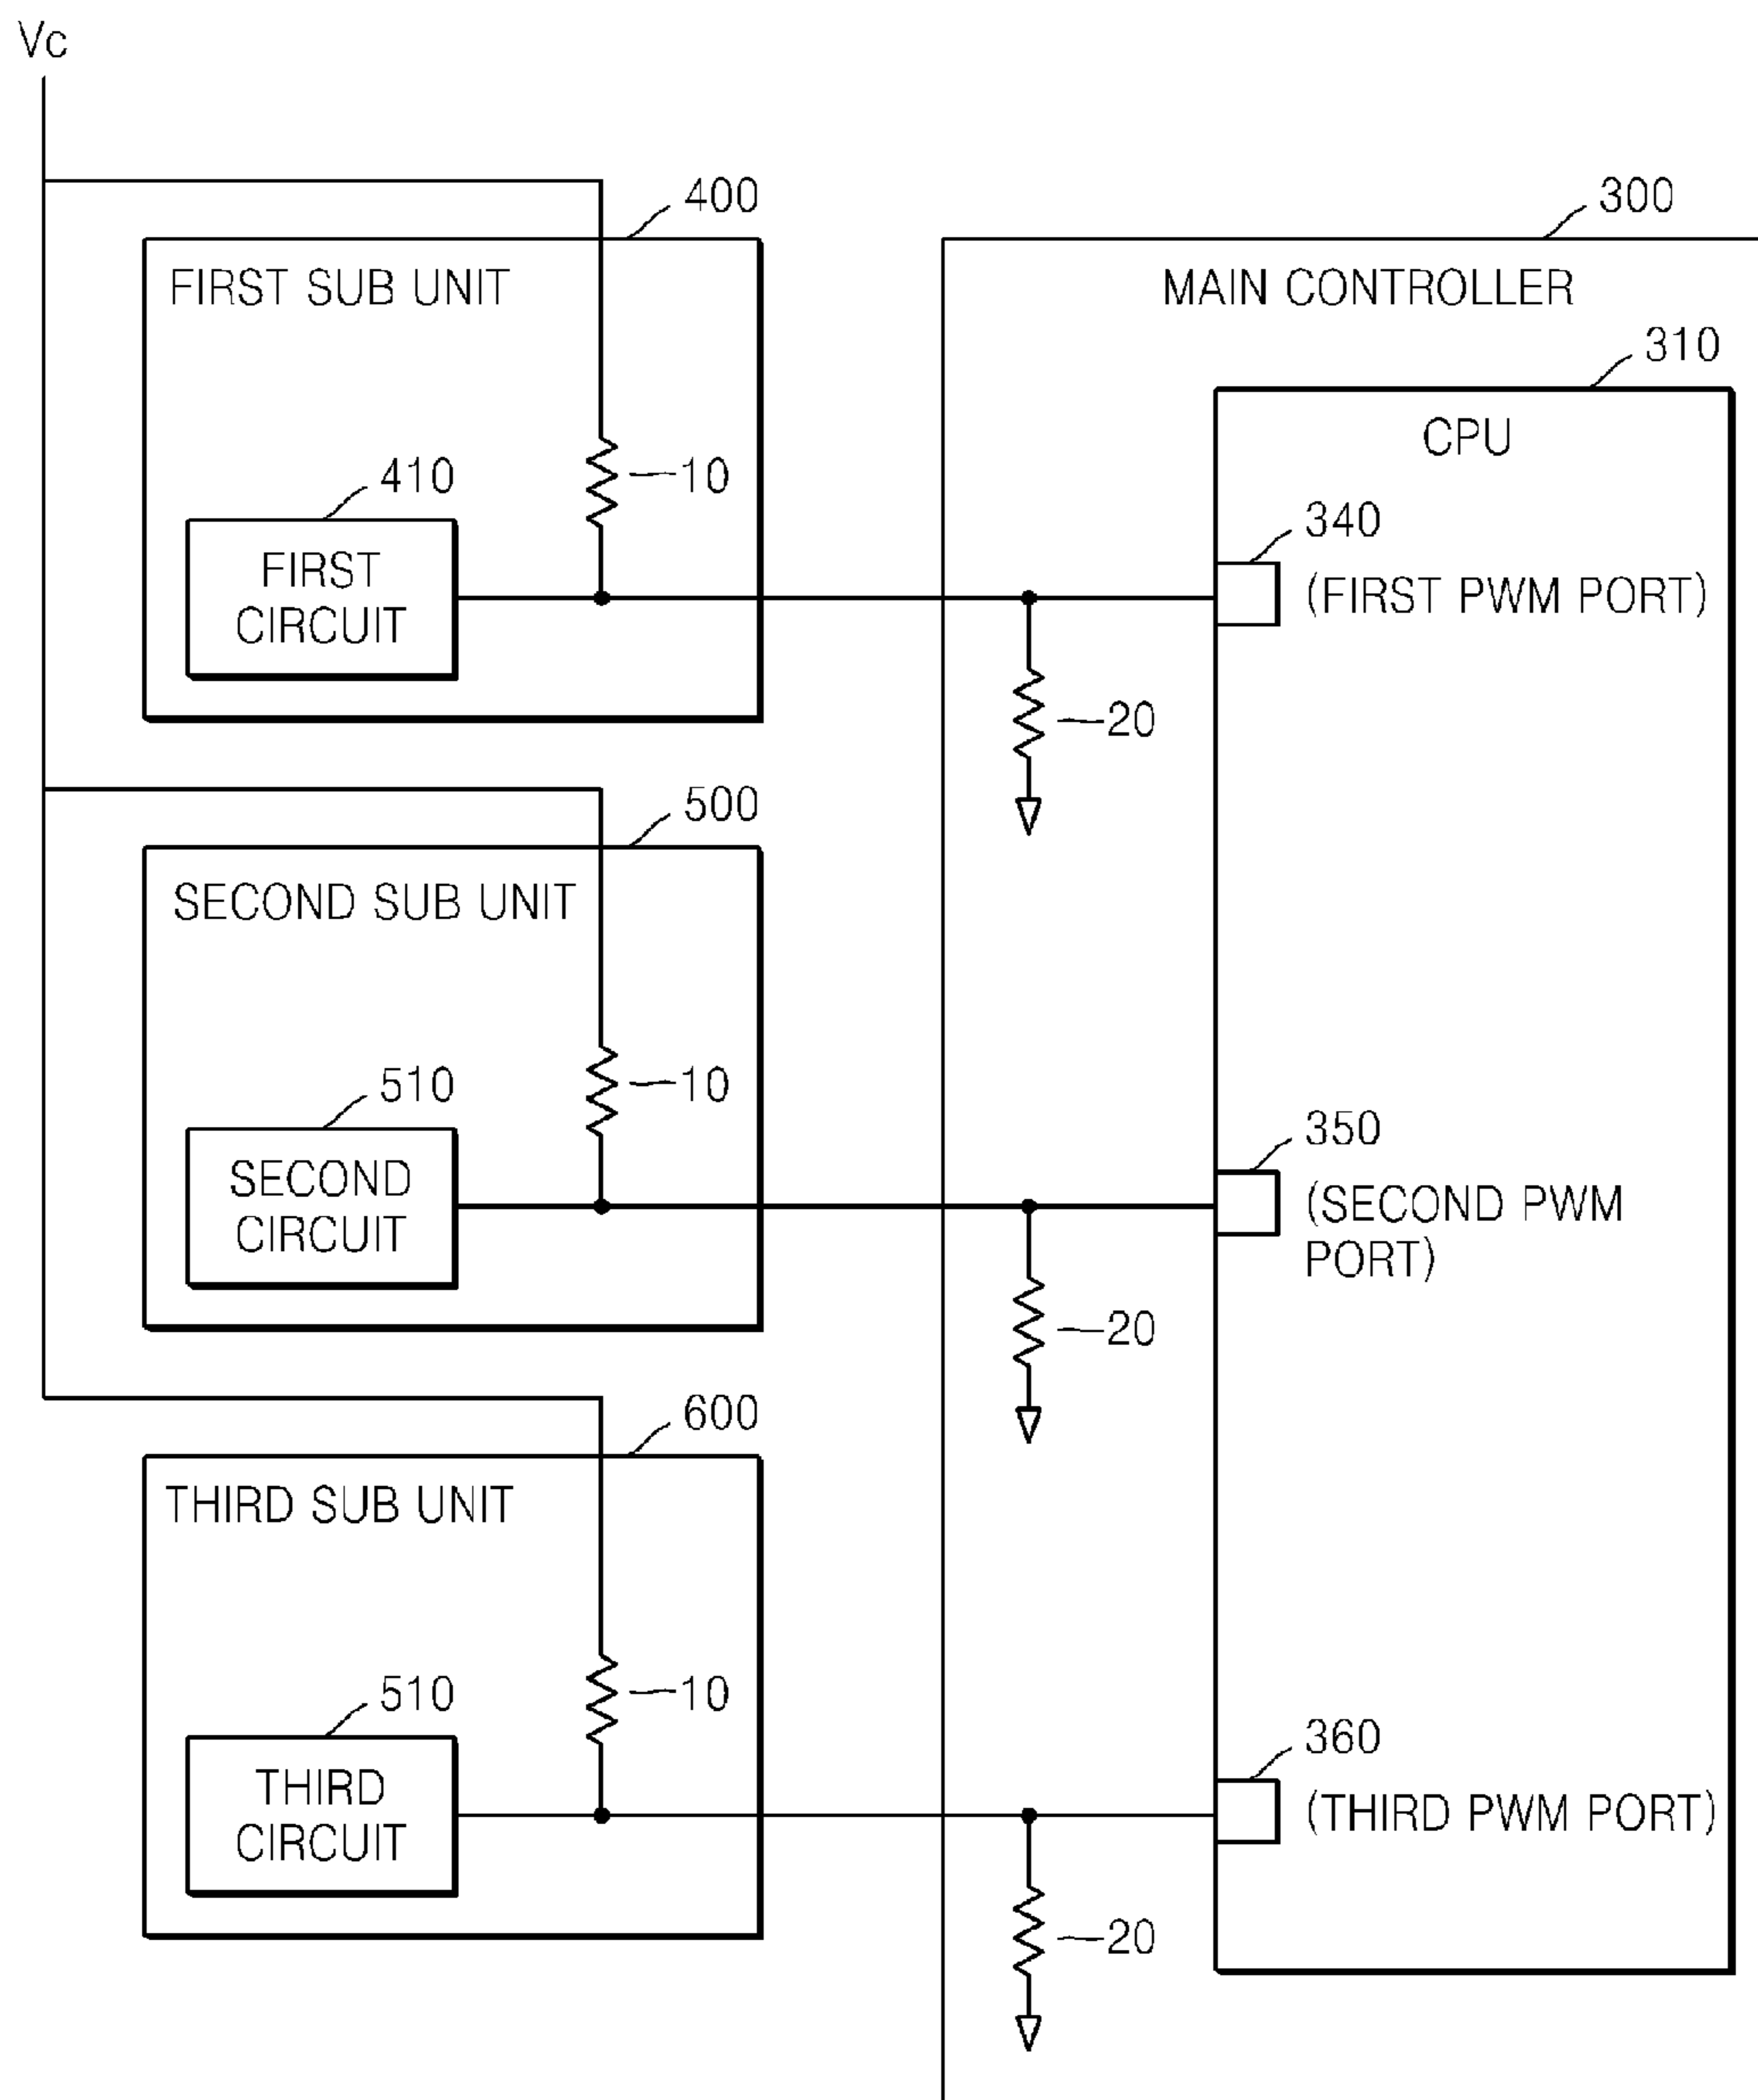 Vc
400
300
FIRST SUB UNIT
MAIN CONTROLLER
310
CPU
410
10
340
FIRST
CIRCUIT
(FIRST PWM PORT)
20
500
SECOND SUB UNIT
510
10
350
SECOND
CIRCUIT
(SECOND PWM
PORT)
20
600
THIRD SUB UNIT
510
10
360
THIRD
CIRCUIT
(THIRD PWM PORT)
20